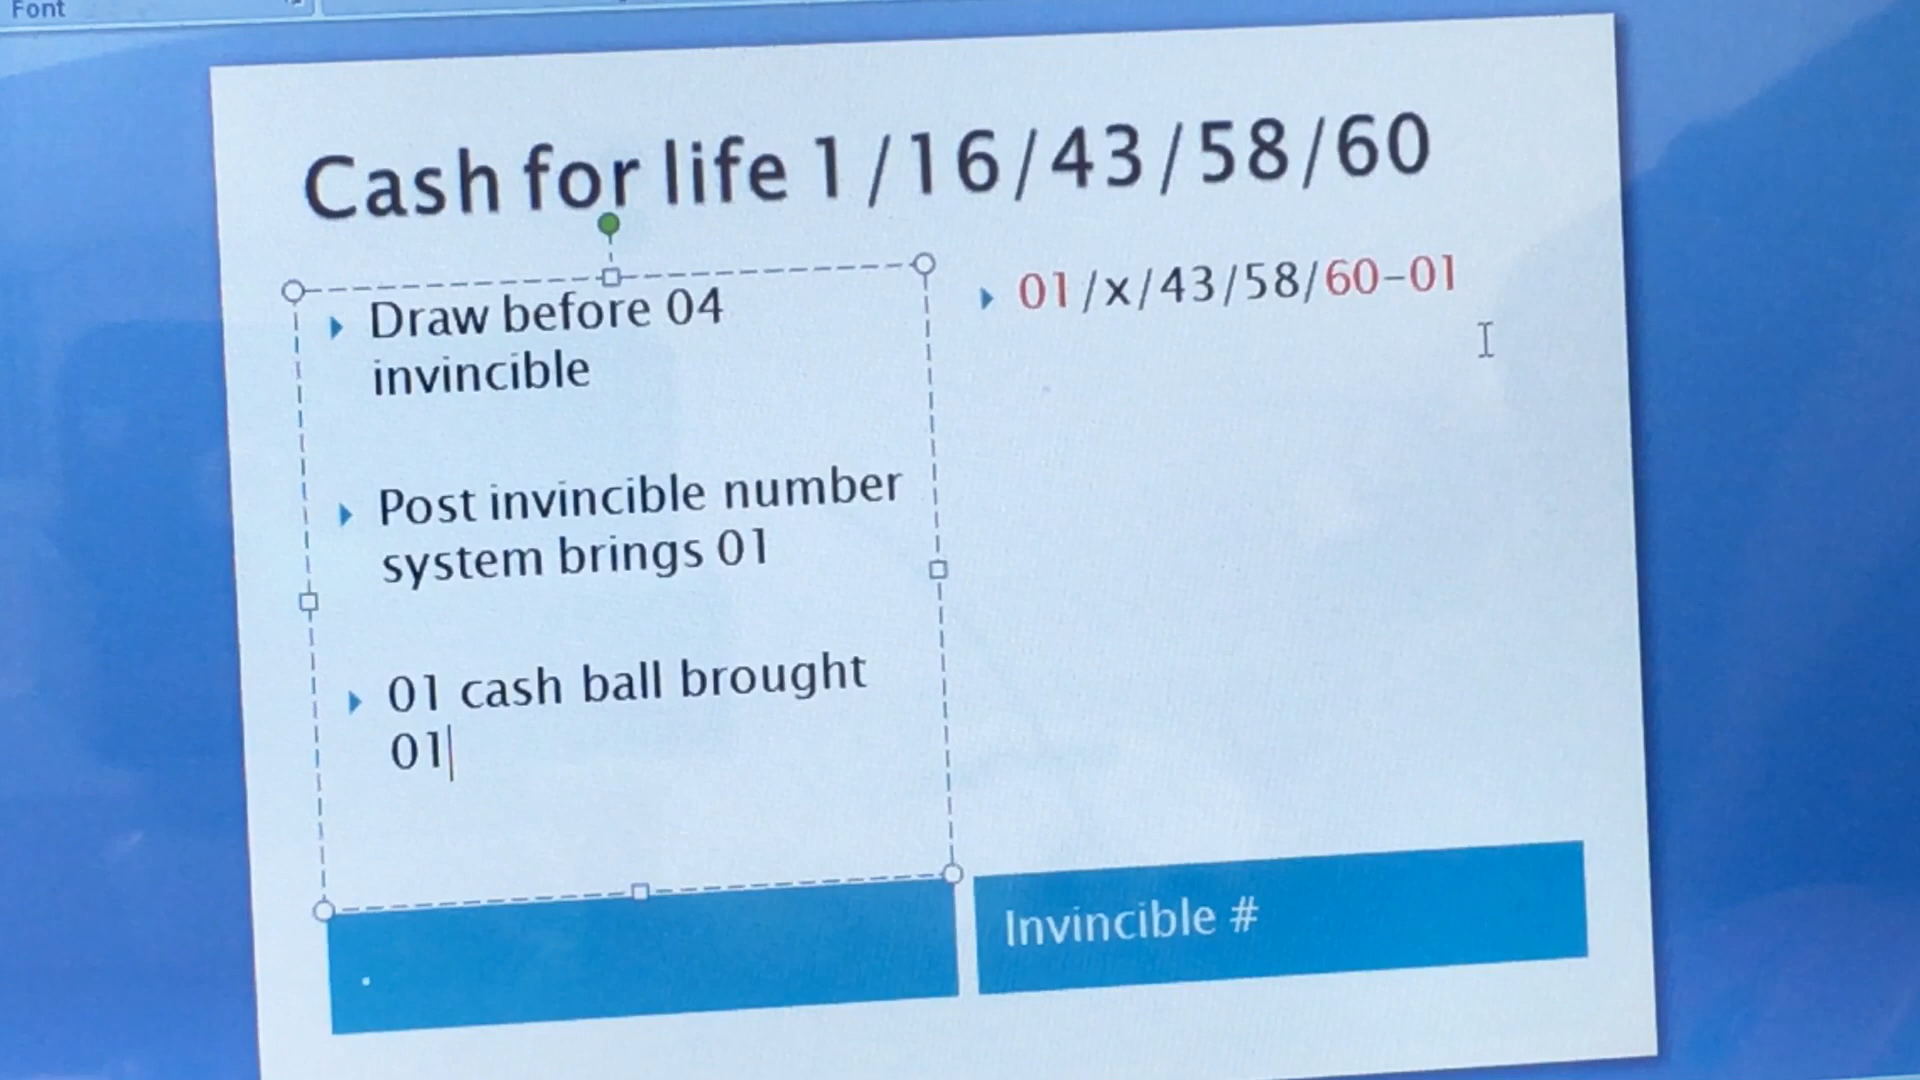 Font
Cash for life 1/16/43/58/60
Draw before 04
invincible
Post invincible number
system brings 01
01 cash ball brought
01
01/x/43/58/60-01
.
Invincible #